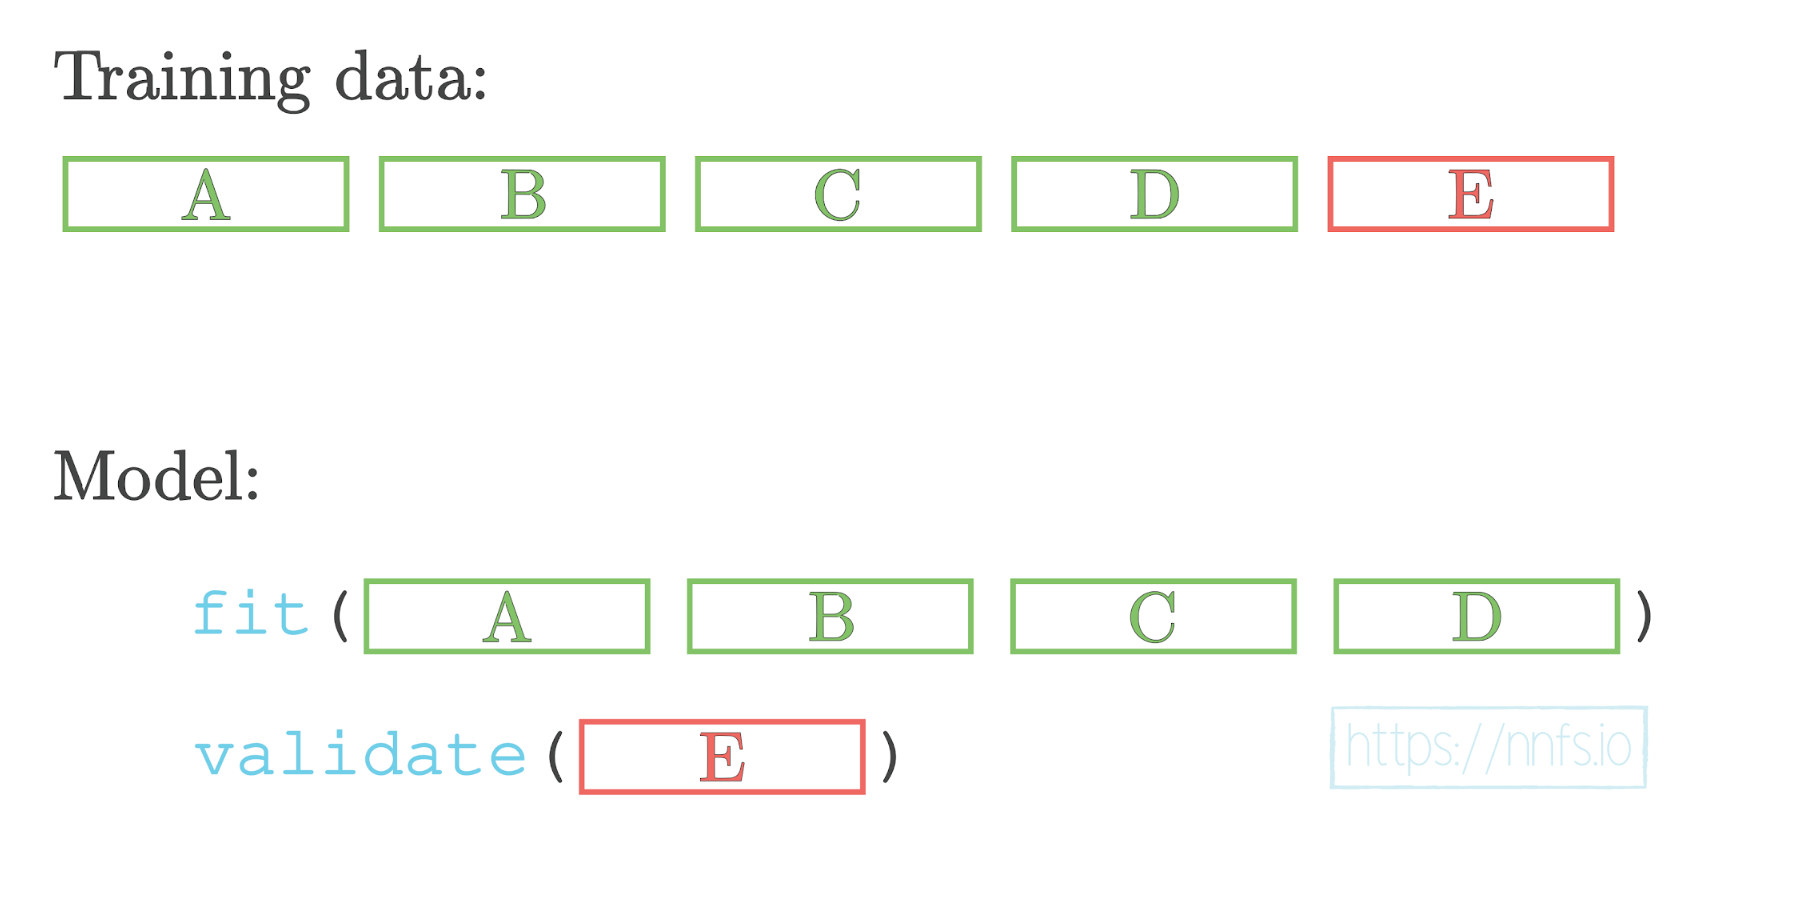 Training data:
A B C D E
Model:
fit( A B C D )
validate( E )
https://nnfs.io